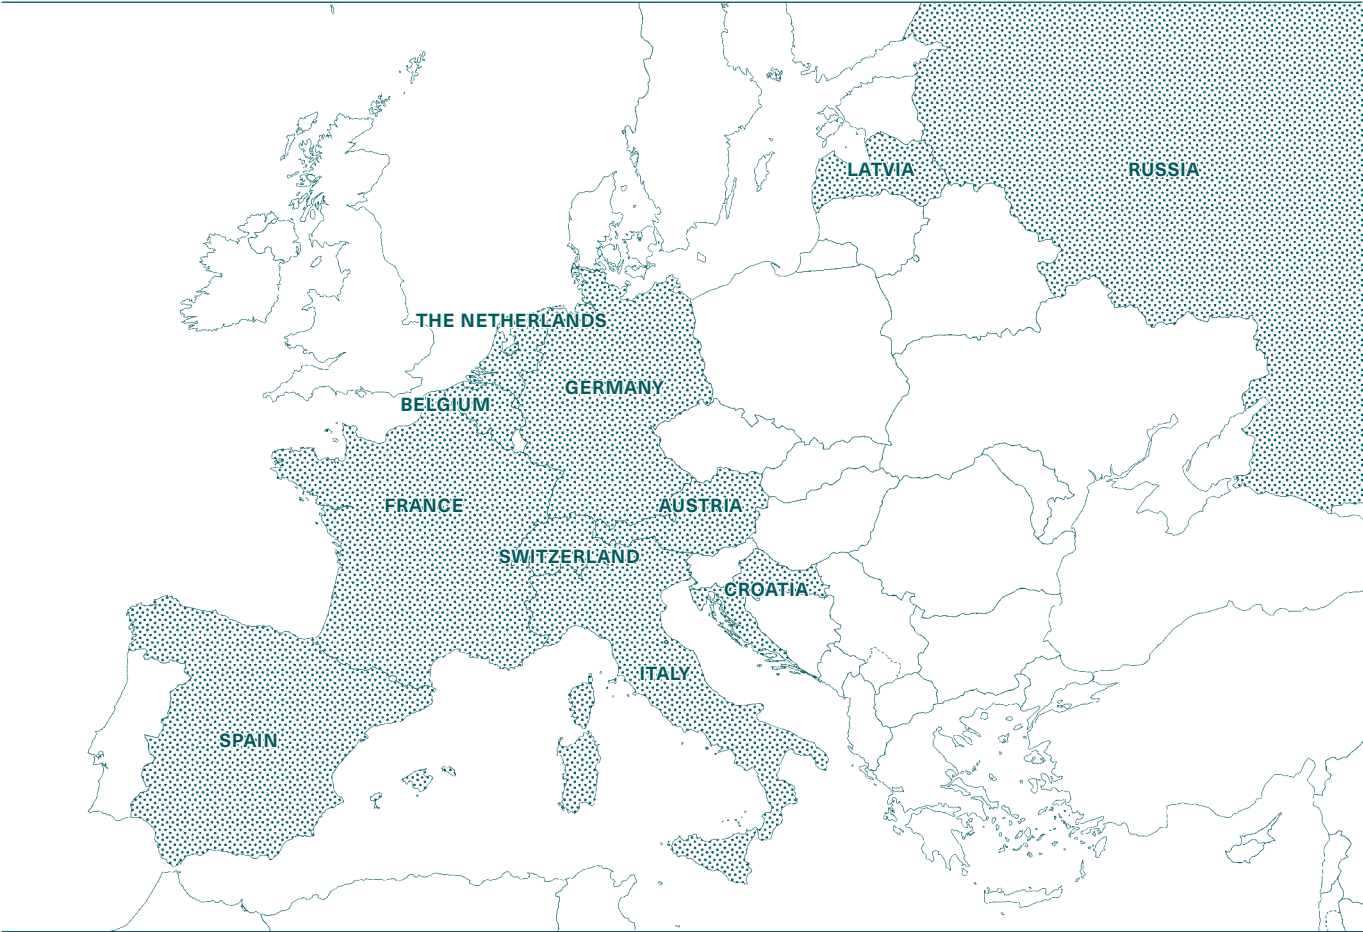 LATVIA
RUSSIA
THE NETHERLANDS
GERMANY
BELGIUM
FRANCE
AUSTRIA
SWITZERLAND
CROATIA
ITALY
SPAIN